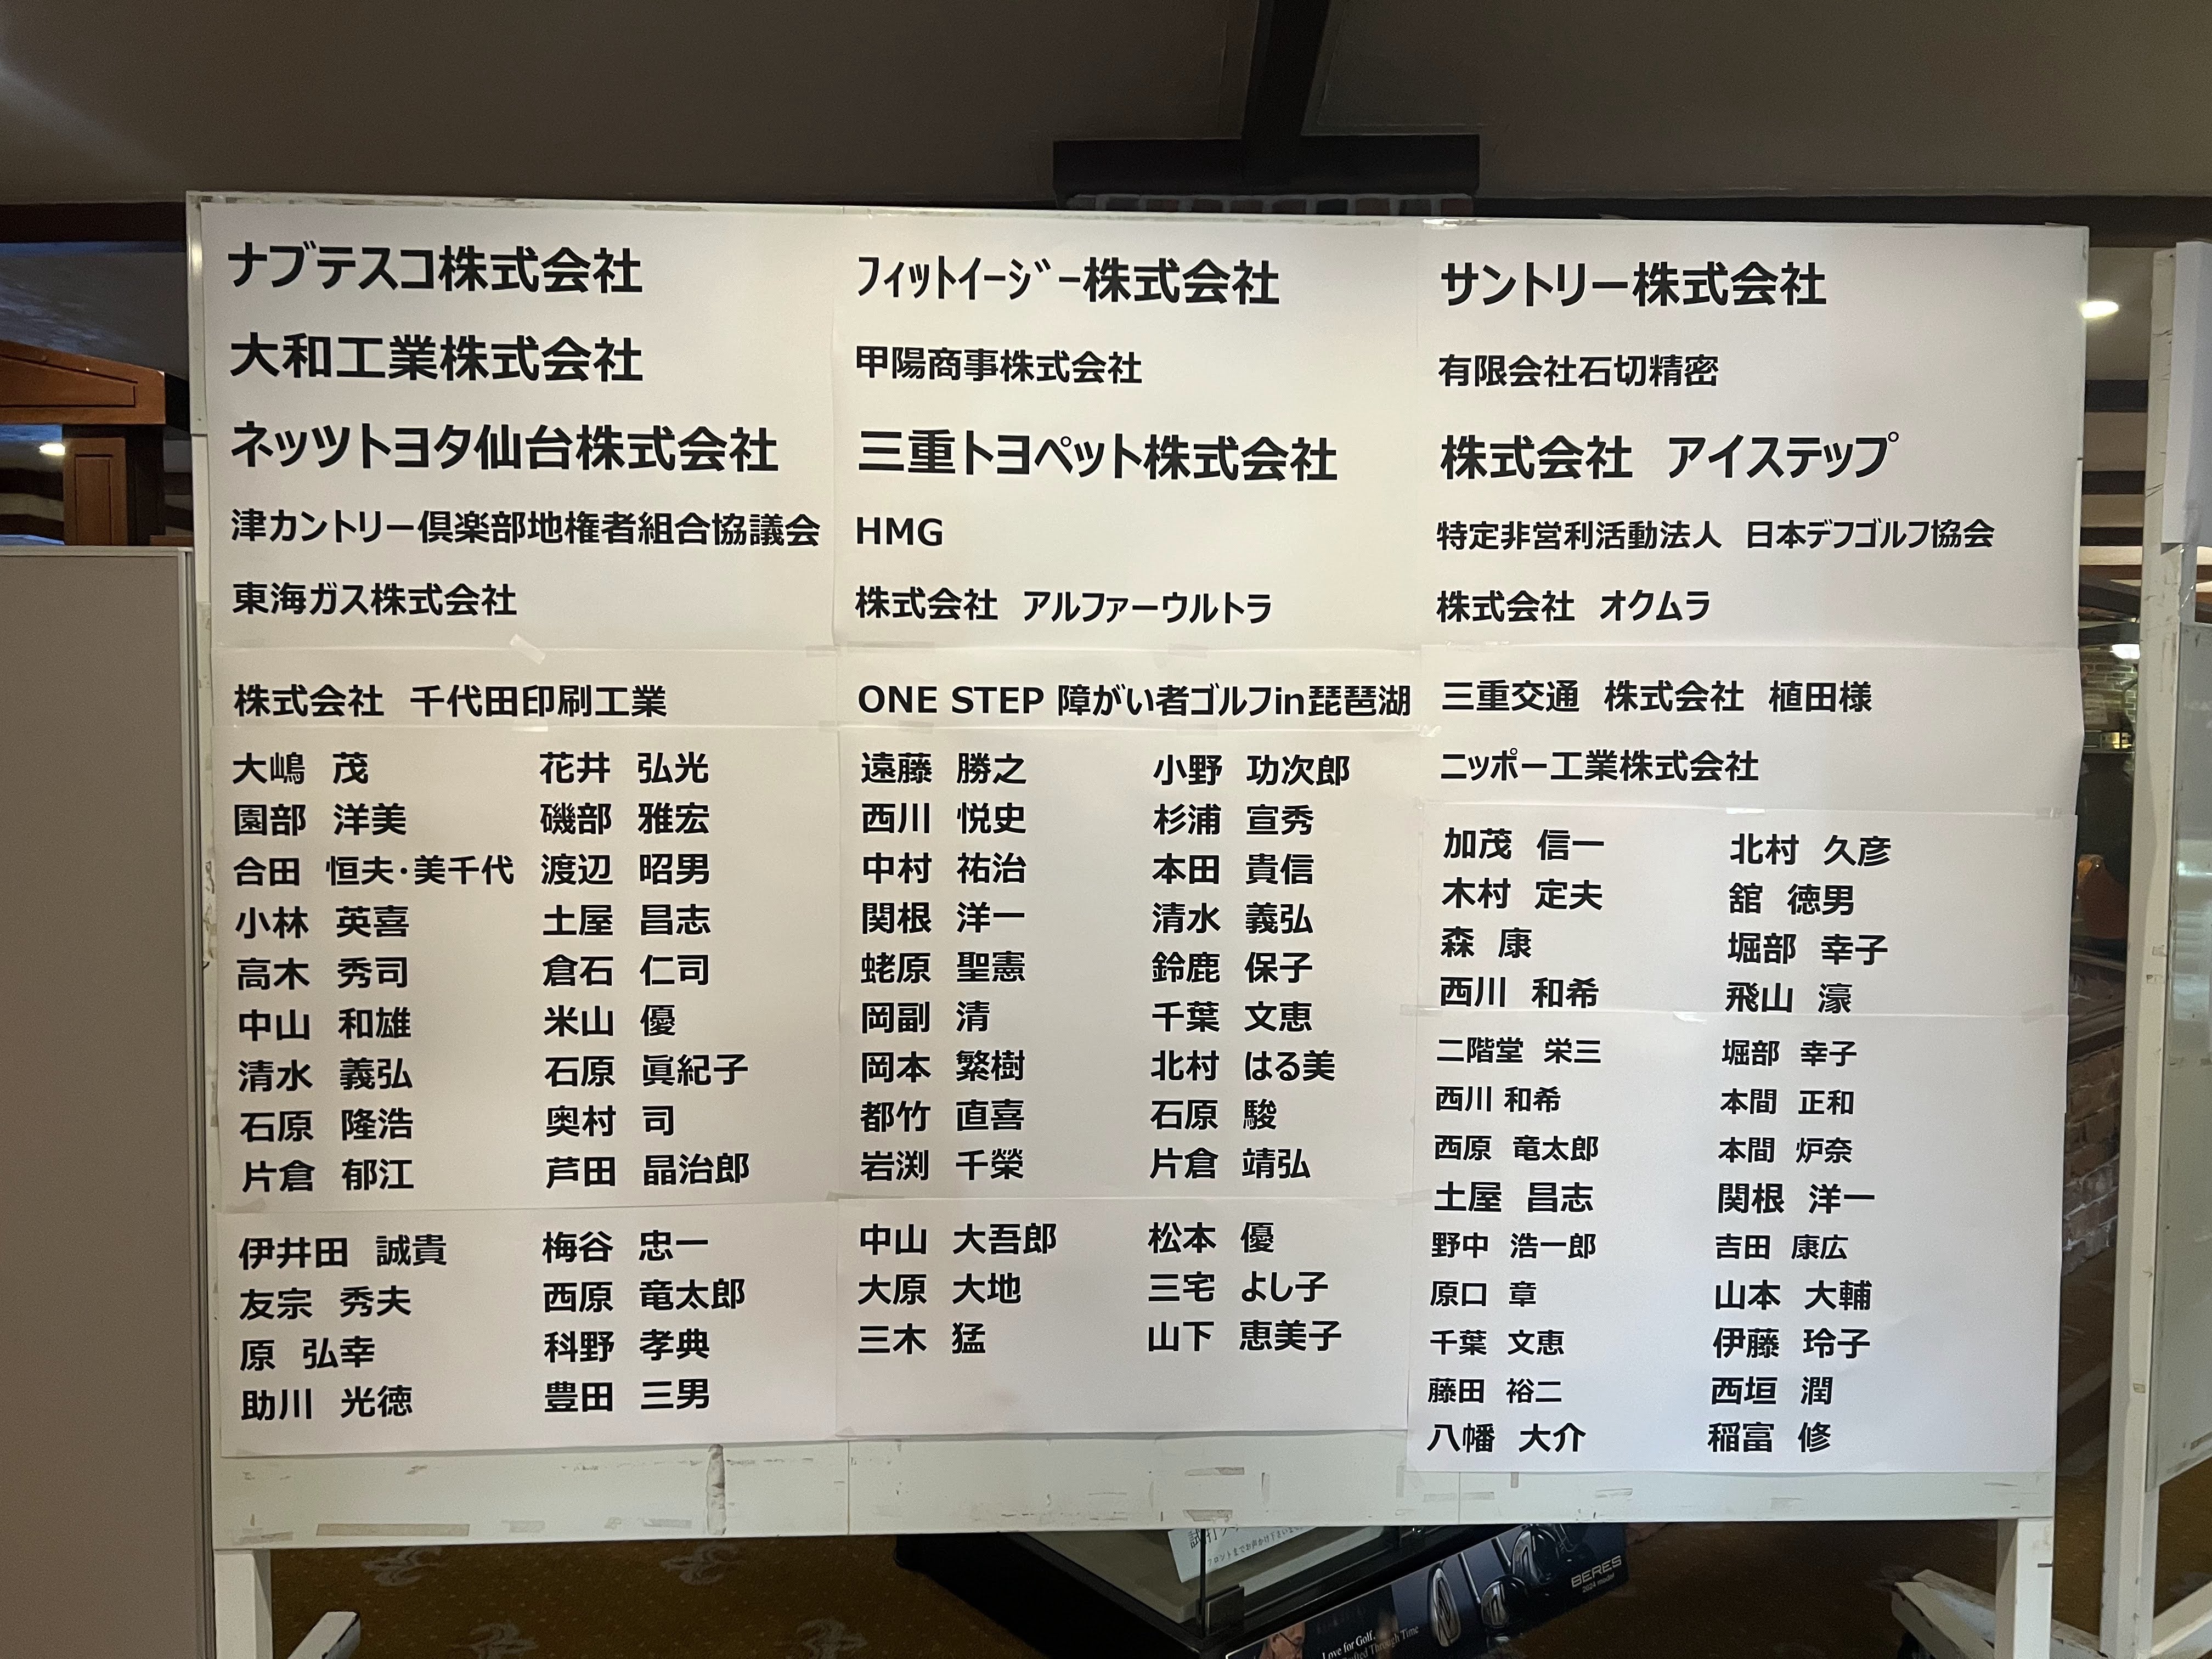 ナブテスコ株式会社
大和工業株式会社
ネッツトヨタ仙台株式会社
津カントリー倶楽部地権者組合協議会
東海ガス株式会社
株式会社 千代田印刷工業
大嶋 茂 花井 弘光
園部 洋美 磯部 雅宏
合田 恒夫・美千代 渡辺 昭男
小林 英喜 土屋 昌志
高木 秀司 倉石 仁司
中山 和雄 米山 優
清水 義弘 石原 眞紀子
石原 隆浩 奥村 司
片倉 郁江 芦田 晶治郎
伊井田 誠貴 梅谷 忠一
友宗 秀夫 西原 竜太郎
原 弘幸 科野 孝典
助川 光徳 豊田 三男
フィットイージー株式会社
甲陽商事株式会社
三重トヨペット株式会社
HMG
株式会社 アルファーウルトラ
ONE STEP 障がい者ゴルフin琵琶湖
遠藤 勝之 小野 功次郎
西川 悦史 杉浦 宣秀
中村 祐治 本田 貴信
関根 洋一 清水 義弘
蛯原 聖憲 鈴鹿 保子
岡副 清 千葉 文恵
岡本 繁樹 北村 はる美
都竹 直喜 石原 駿
岩渕 千榮 片倉 靖弘
中山 大吾郎 松本 優
大原 大地 三宅 よし子
三木 猛 山下 恵美子
サントリー株式会社
有限会社石切精密
株式会社 アイステップ
特定非営利活動法人 日本デフゴルフ協会
株式会社 オクムラ
三重交通 株式会社 植田様
ニッポー工業株式会社
加茂 信一 北村 久彦
木村 定夫 舘 徳男
森 康 堀部 幸子
西川 和希 飛山 濠
二階堂 栄三 堀部 幸子
西川 和希 本間 正和
西原 竜太郎 本間 炉奈
土屋 昌志 関根 洋一
野中 浩一郎 吉田 康広
原口 章 山本 大輔
千葉 文恵 伊藤 玲子
藤田 裕二 西垣 潤
八幡 大介 稲富 修
BERES
2024 model
Love for Golf,
Through Time